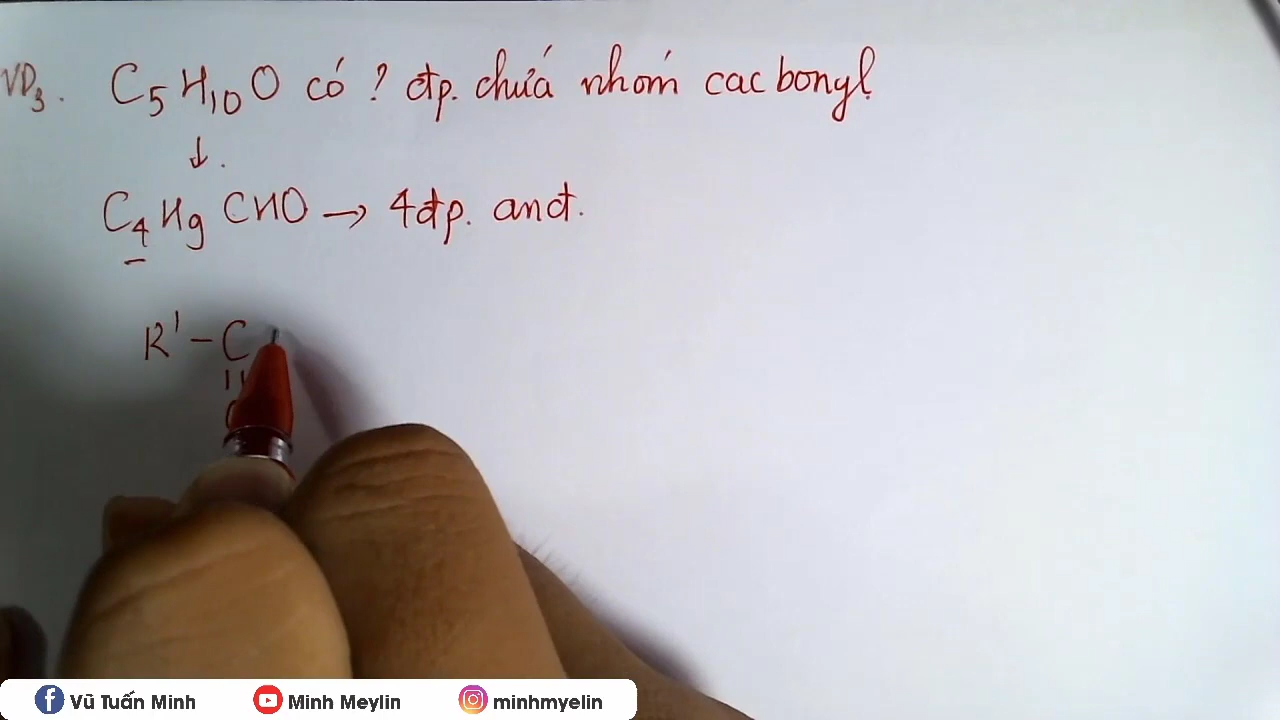 VD3. C5H10O có ? đp. chứa nhóm cacbonyl
↓.
C4H9CHO → 4đp. anđ.
R' - C
||
Vũ Tuấn Minh Minh Meylin minhmyelin